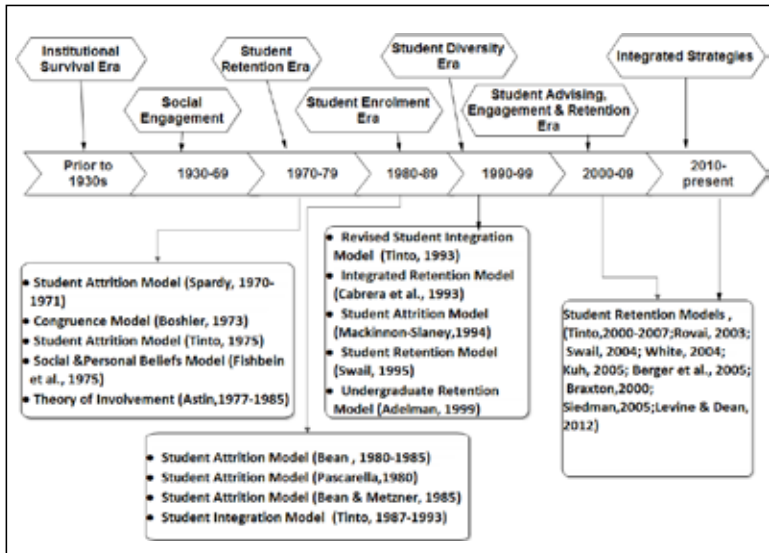 Institutional
Survival Era
Social
Engagement
Student
Retention Era
Student Enrolment
Era
Student Diversity
Era
Student Advising,
Engagement & Retention
Era
Integrated Strategies
Prior to
1930s
1930-69
1970-79
1980-89
1990-99
2000-09
2010-
present
• Student Attrition Model (Spardy, 1970-
1971)
• Congruence Model (Boshier, 1973)
• Student Attrition Model (Tinto, 1975)
• Social &Personal Beliefs Model (Fishbein
et al., 1975)
• Theory of Involvement (Astin,1977-1985)
• Student Attrition Model (Bean , 1980-1985)
• Student Attrition Model (Pascarella,1980)
• Student Attrition Model (Bean & Metzner, 1985)
• Student Integration Model (Tinto, 1987-1993)
• Revised Student Integration
Model (Tinto, 1993)
• Integrated Retention Model
(Cabrera et al., 1993)
• Student Attrition Model
(Mackinnon-Slaney,1994)
• Student Retention Model
(Swail, 1995)
• Undergraduate Retention
Model (Adelman, 1999)
Student Retention Models ,
(Tinto,2000-2007;Rovai, 2003;
Swail, 2004; White, 2004;
Kuh, 2005; Berger et al., 2005;
Braxton,2000;
Siedman,2005;Levine & Dean,
2012)